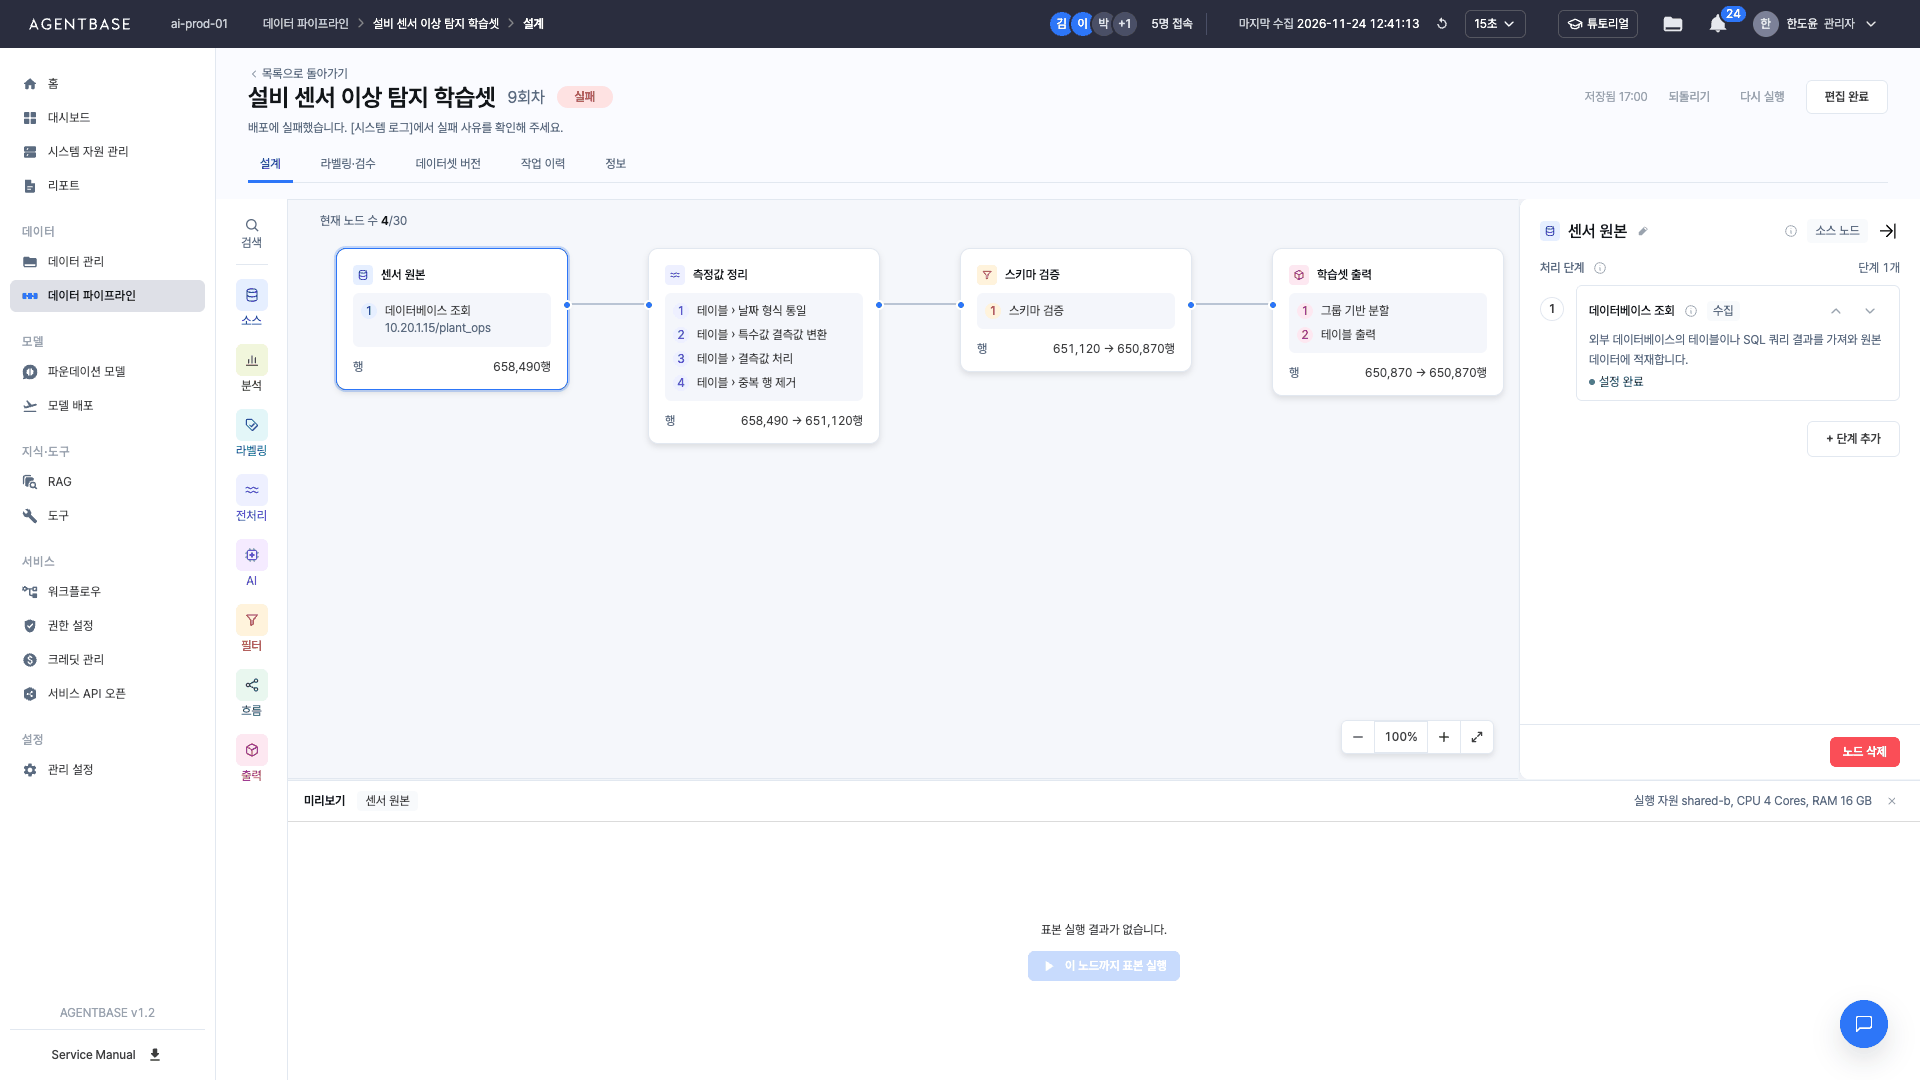 AGENTBASE
ai-prod-01
데이터 파이프라인 > 설비 센서 이상 탐지 학습셋 > 설계
김 이 박 +1 5명 접속
마지막 수집 2026-11-24 12:41:13
15초
튜토리얼
24
한 한도윤 관리자
홈
대시보드
시스템 자원 관리
리포트
데이터
데이터 관리
데이터 파이프라인
모델
파운데이션 모델
모델 배포
지식·도구
RAG
도구
서비스
워크플로우
권한 설정
크레딧 관리
서비스 API 오픈
설정
관리 설정
AGENTBASE v1.2
Service Manual
목록으로 돌아가기
설비 센서 이상 탐지 학습셋 9회차 실패
배포에 실패했습니다. [시스템 로그]에서 실패 사유를 확인해 주세요.
저장됨 17:00 되돌리기 다시 실행 편집 완료
설계 라벨링·검수 데이터셋 버전 작업 이력 정보
검색
소스
분석
라벨링
전처리
AI
필터
흐름
출력
현재 노드 수 4/30
센서 원본
1 데이터베이스 조회
10.20.1.15/plant_ops
행 658,490행
측정값 정리
1 테이블 › 날짜 형식 통일
2 테이블 › 특수값 결측값 변환
3 테이블 › 결측값 처리
4 테이블 › 중복 행 제거
행 658,490 → 651,120행
스키마 검증
1 스키마 검증
행 651,120 → 650,870행
학습셋 출력
1 그룹 기반 분할
2 테이블 출력
행 650,870 → 650,870행
100%
센서 원본 소스 노드
처리 단계 단계 1개
1 데이터베이스 조회 수집
외부 데이터베이스의 테이블이나 SQL 쿼리 결과를 가져와 원본
데이터에 적재합니다.
설정 완료
+ 단계 추가
노드 삭제
미리보기 센서 원본
실행 자원 shared-b, CPU 4 Cores, RAM 16 GB
표본 실행 결과가 없습니다.
이 노드까지 표본 실행